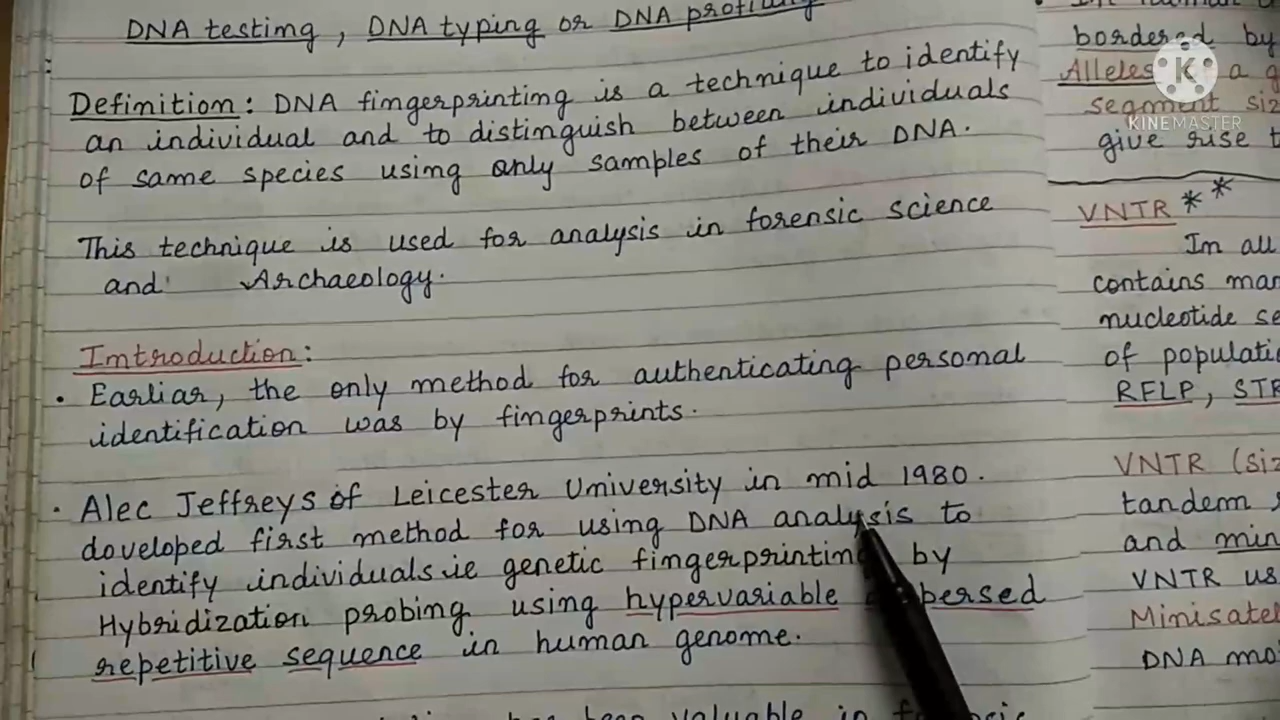 DNA testing, DNA typing or DNA profiling
Definition: DNA fingerprinting is a technique to identify
an individual and to distinguish between individuals
of same species using only samples of their DNA.
This technique is used for analysis in forensic science
and Archaeology.
Introduction:
• Earliar, the only method for authenticating personal
identification was by fingerprints.
• Alec Jeffreys of Leicester University in mid 1980.
doveloped first method for using DNA analysis to
identify individuals ie genetic fingerprinting by
Hybridization probing using hypervariable persed
repetitive sequence in human genome.
been valuable in
bordered by
Alleles a
segment
give rise
VNTR **
In all
contains
nucleotide
of
RFLP, STR
VNTR
tandem
and
VNTR
DNA
K
KINEMASTER